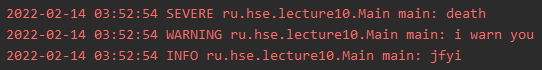 2022-02-14 03:52:54 SEVERE ru.hse.lecture10.Main main: death
2022-02-14 03:52:54 WARNING ru.hse.lecture10.Main main: i warn you
2022-02-14 03:52:54 INFO ru.hse.lecture10.Main main: jfyi